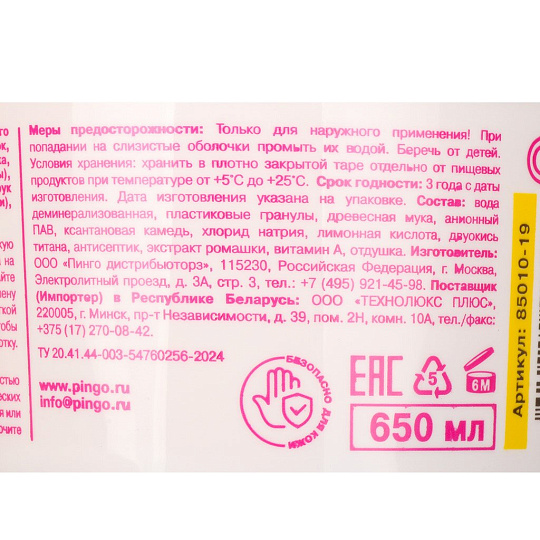 Меры предосторожности: Только для наружного применения! При
попадании на слизистые оболочки промыть их водой. Беречь от детей.
Условия хранения: хранить в плотно закрытой таре отдельно от пищевых
продуктов при температуре от +5°С до +25°С. Срок годности: 3 года с даты
изготовления. Дата изготовления указана на упаковке. Состав: вода
деминерализованная, пластиковые гранулы, древесная мука, анионный
ПАВ, ксантановая камедь, хлорид натрия, лимонная кислота, двуокись
титана, антисептик, экстракт ромашки, витамин А, отдушка. Изготовитель:
ООО «Пинго дистрибьюторз», 115230, Российская Федерация, г. Москва,
Электролитный проезд, д. 3А, стр. 3, тел.: +7 (495) 921-45-98. Поставщик
(Импортер) в Республике Беларусь: ООО «ТЕХНОЛЮКС ПЛЮС»,
220005, г. Минск, пр-т Независимости, д. 39, пом. 2Н, комн. 10А, тел./факс:
+375 (17) 270-08-42.
ТУ 20.41.44-003-54760256-2024
www.pingo.ru
info@pingo.ru
БЕЗОПАСНО ДЛЯ КОЖИ
EAC
5
6 M
650 мл
Артикул: 85010-19